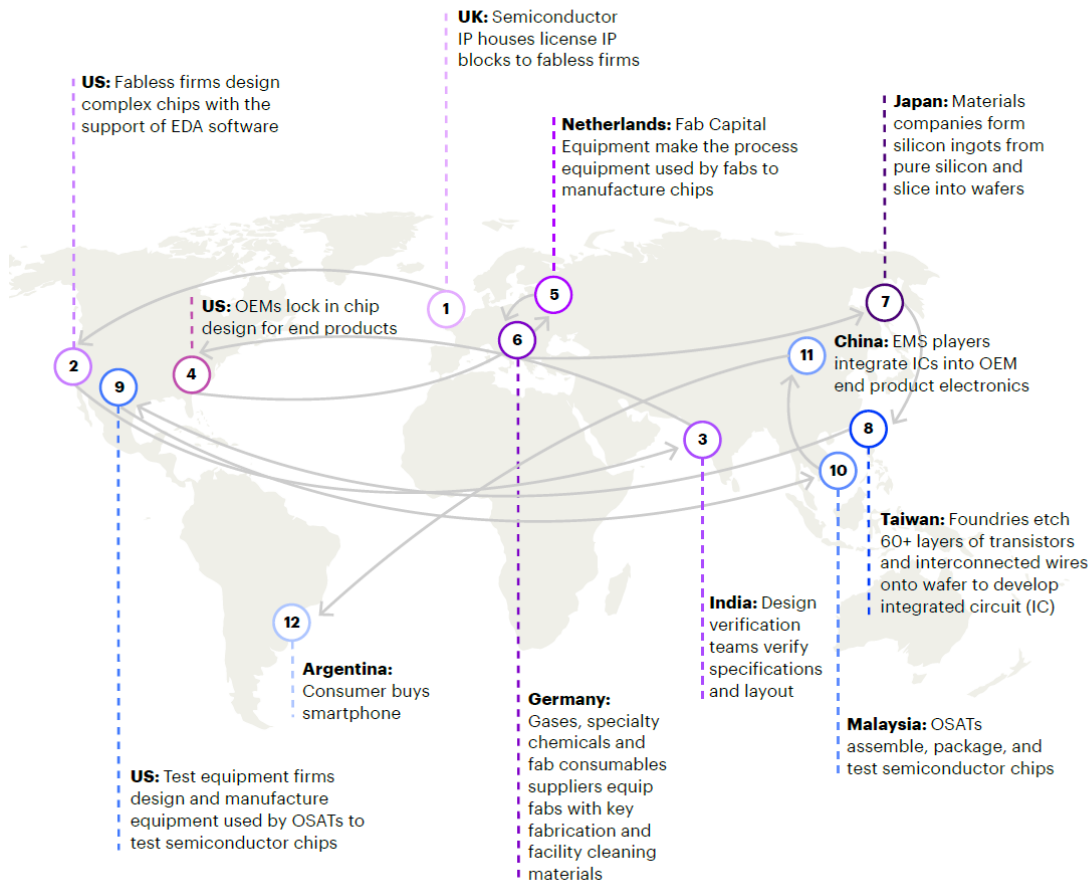 UK: Semiconductor
IP houses license IP
blocks to fabless firms
US: Fabless firms design
complex chips with the
support of EDA software
Japan: Materials
companies form
silicon ingots from
pure silicon and
slice into wafers
Netherlands: Fab Capital
Equipment make the process
equipment used by fabs to
manufacture chips
US: OEMs lock in chip
design for end products
1
5
7
6
2
9
4
11
China: EMS players
integrate ICs into OEM
end product electronics
3
8
10
Taiwan: Foundries etch
60+ layers of transistors
and interconnected wires
onto wafer to develop
integrated circuit (IC)
India: Design
verification
teams verify
specifications
and layout
12
Argentina:
Consumer buys
smartphone
Germany:
Gases, specialty
chemicals and
fab consumables
suppliers equip
fabs with key
fabrication and
facility cleaning
materials
Malaysia: OSATs
assemble, package, and
test semiconductor chips
US: Test equipment firms
design and manufacture
equipment used by OSATs to
test semiconductor chips